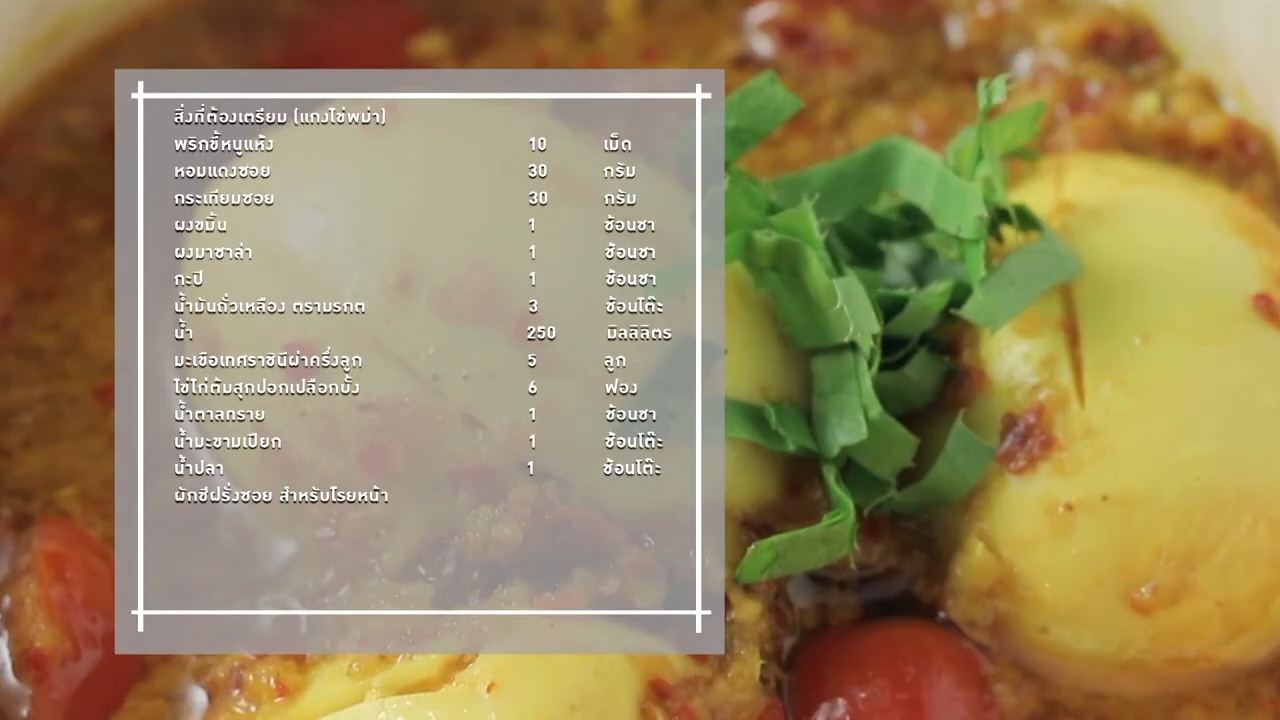 สิ่งที่ต้องเตรียม (แกงไข่พม่า)
พริกขี้หนูแห้ง 10 เม็ด
หอมแดงซอย 30 กรัม
กระเทียมซอย 30 กรัม
ผงขมิ้น 1 ช้อนชา
ผงมาซาล่า 1 ช้อนชา
กะปิ 1 ช้อนชา
น้ำมันถั่วเหลือง ตรามรกต 3 ช้อนโต๊ะ
น้ำ 250 มิลลิลิตร
มะเขือเทศราชินีผ่าครึ่งลูก 5 ลูก
ไข่ไก่ต้มสุกปอกเปลือกบั้ง 6 ฟอง
น้ำตาลทราย 1 ช้อนชา
น้ำมะขามเปียก 1 ช้อนโต๊ะ
น้ำปลา 1 ช้อนโต๊ะ
ผักชีฝรั่งซอย สำหรับโรยหน้า